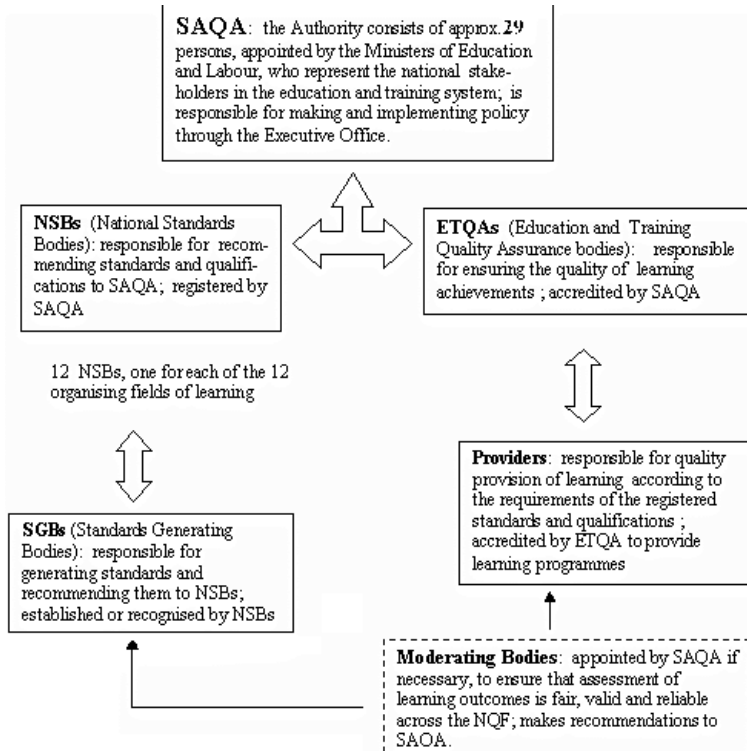 SAQA: the Authority consists of approx.29
persons, appointed by the Ministers of Education
and Labour, who represent the national stake-
holders in the education and training system; is
responsible for making and implementing policy
through the Executive Office.
NSBs (National Standards
Bodies): responsible for recom-
mending standards and qualifi-
cations to SAQA; registered by
SAQA
ETQAs (Education and Training
Quality Assurance bodies): responsible
for ensuring the quality of learning
achievements ; accredited by SAQA
12 NSBs, one for each of the 12
organising fields of learning
Providers: responsible for quality
provision of learning according to
the requirements of the registered
standards and qualifications ;
accredited by ETQA to provide
learning programmes
SGBs (Standards Generating
Bodies): responsible for
generating standards and
recommending them to NSBs;
established or recognised by NSBs
Moderating Bodies: appointed by SAQA if
necessary, to ensure that assessment of
learning outcomes is fair, valid and reliable
across the NQF; makes recommendations to
SAQA.